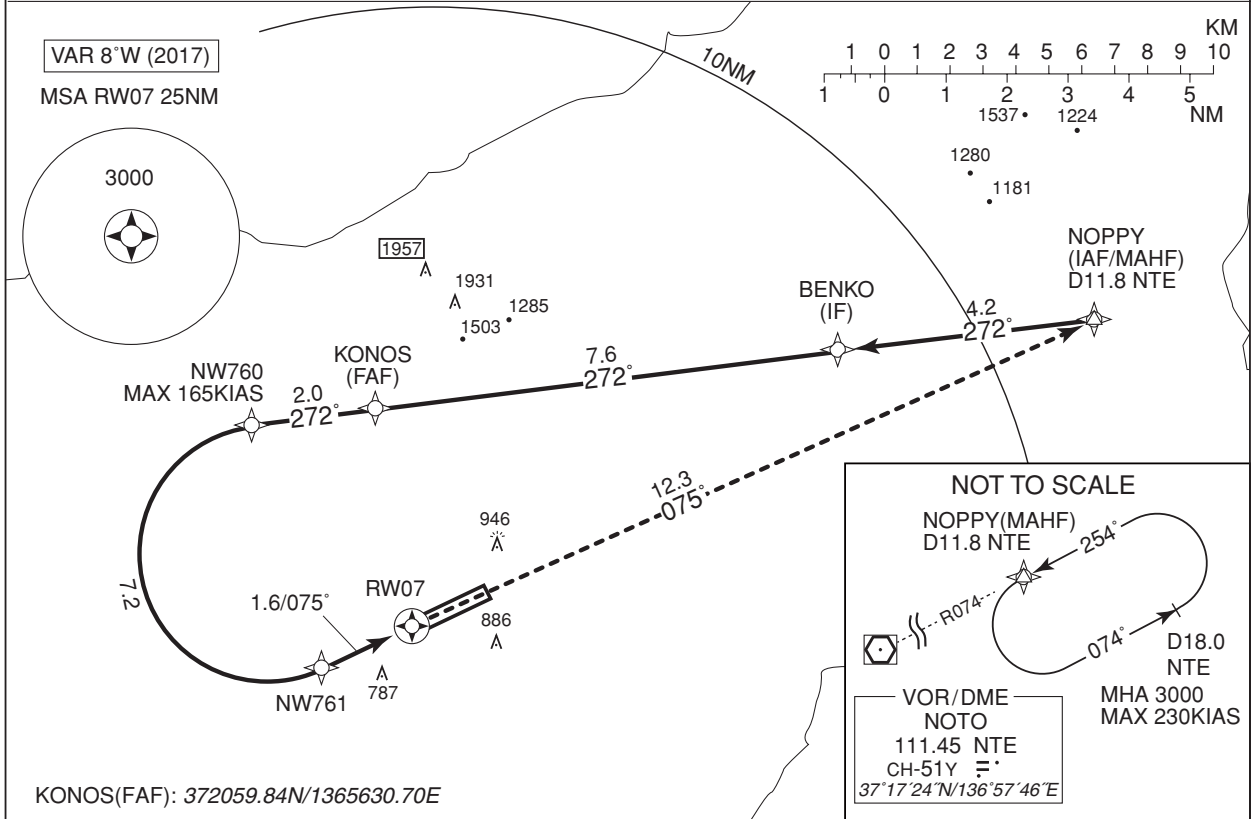 VAR 8°W (2017)
MSA RW07 25NM
3000
10NM
KM
1 0 1 2 3 4 5 6 7 8 9 10
1 0 1 2 3 4 5
NM
1537
1224
1280
1181
1957
1931
1285
1503
NOPPY
(IAF/MAHF)
D11.8 NTE
BENKO
(IF)
4.2
272°
7.6
272°
KONOS
(FAF)
NW760
MAX 165KIAS
2.0
272°
12.3
075°
946
RW07
886
1.6/075°
7.2
787
NW761
KONOS(FAF): 372059.84N/1365630.70E
NOT TO SCALE
NOPPY(MAHF)
D11.8 NTE
254°
R074
074°
D18.0
NTE
MHA 3000
MAX 230KIAS
VOR/DME
NOTO
111.45 NTE
CH-51Y
37°17′24″N/136°57′46″E